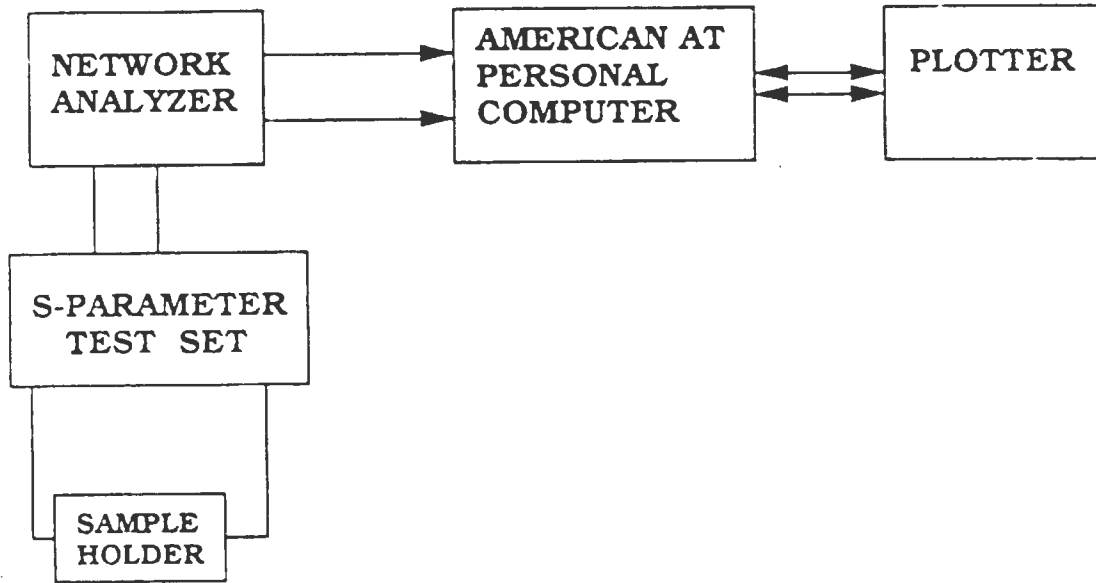 NETWORK
ANALYZER
AMERICAN AT
PERSONAL
COMPUTER
PLOTTER
S-PARAMETER
TEST SET
SAMPLE
HOLDER